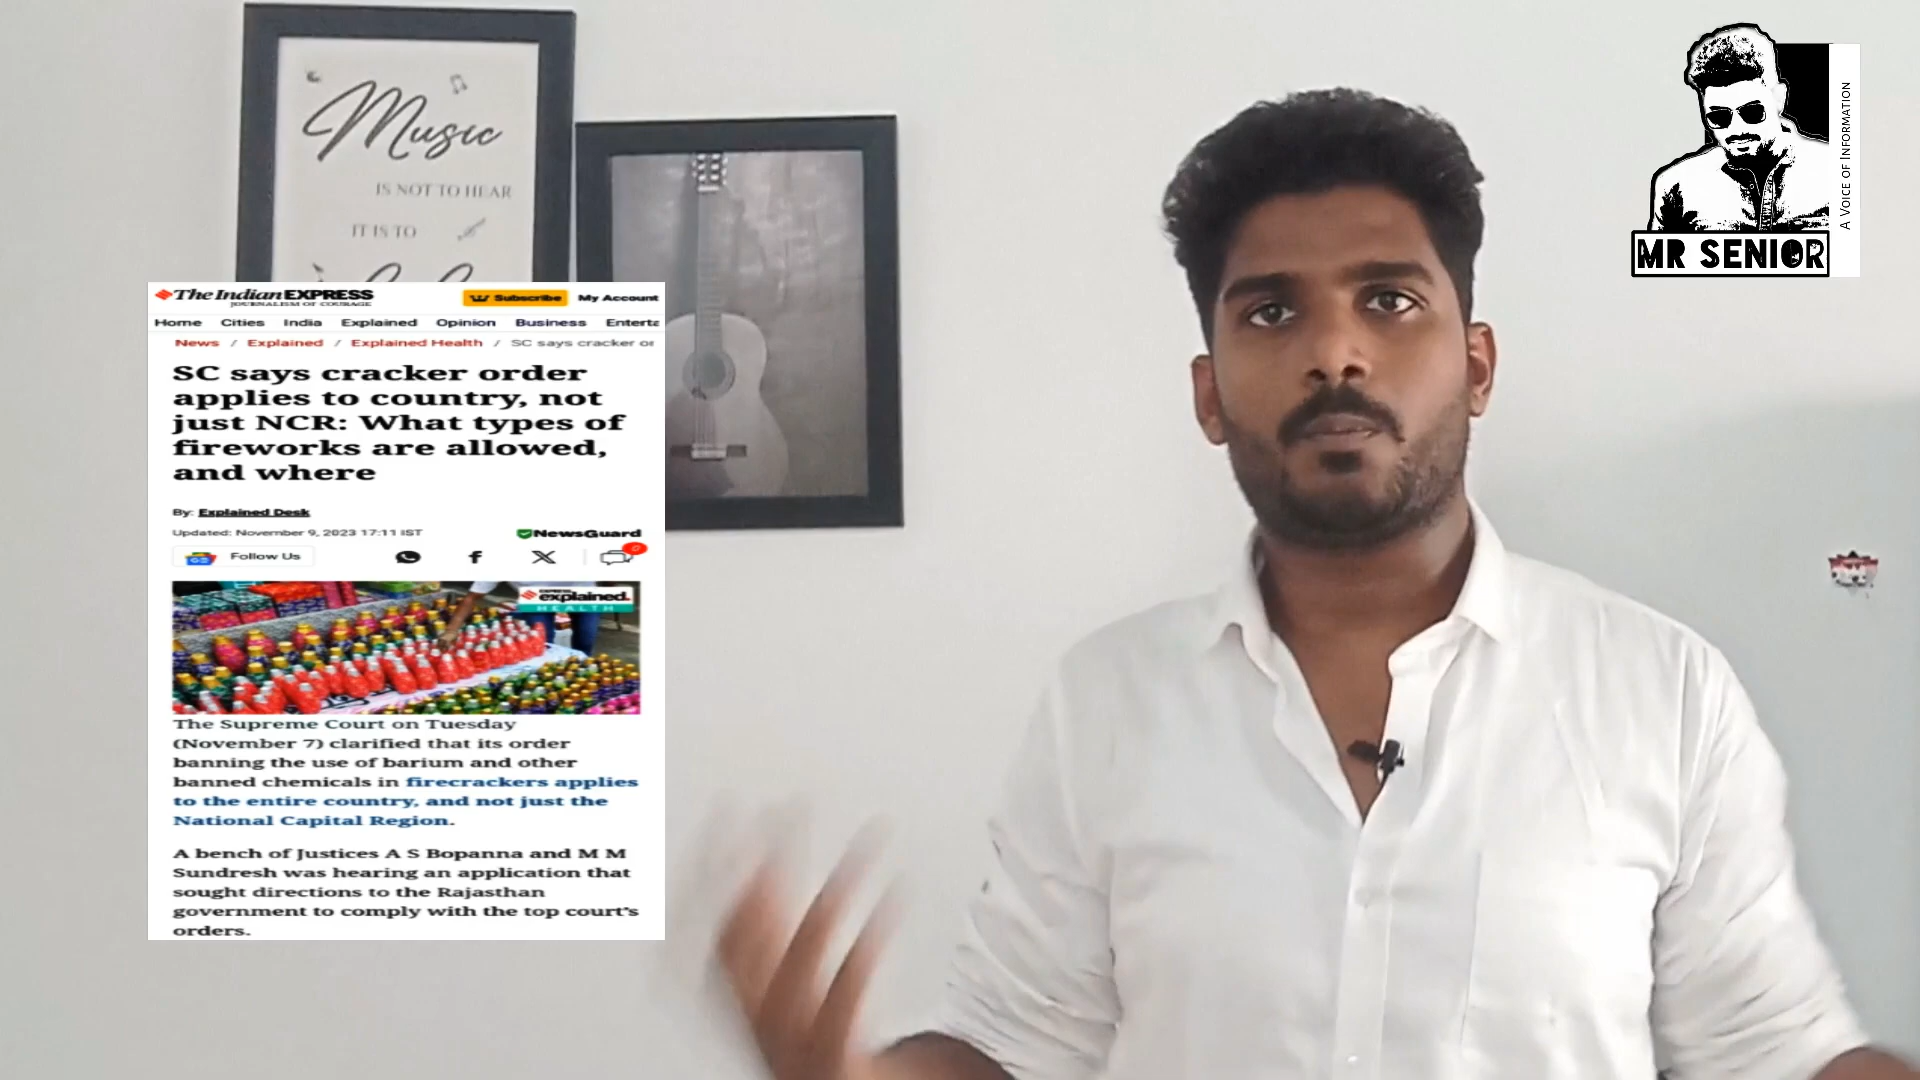 Music
IS NOT TO HEAR
IT IS TO
The Indian EXPRESS
JOURNALISM OF COURAGE
Subscribe
My Account
Home Cities India Explained Opinion Business Enterta
News / Explained / Explained Health / SC says cracker or
SC says cracker order
applies to country, not
just NCR: What types of
fireworks are allowed,
and where
By: Explained Desk
Updated: November 9, 2023 17:11 IST
NewsGuard
Follow Us
EXPRESS
explained.
HEALTH
The Supreme Court on Tuesday
(November 7) clarified that its order
banning the use of barium and other
banned chemicals in firecrackers applies
to the entire country, and not just the
National Capital Region.
A bench of Justices A S Bopanna and M M
Sundresh was hearing an application that
sought directions to the Rajasthan
government to comply with the top court's
orders.
A VOICE OF INFORMATION
MR SENIOR